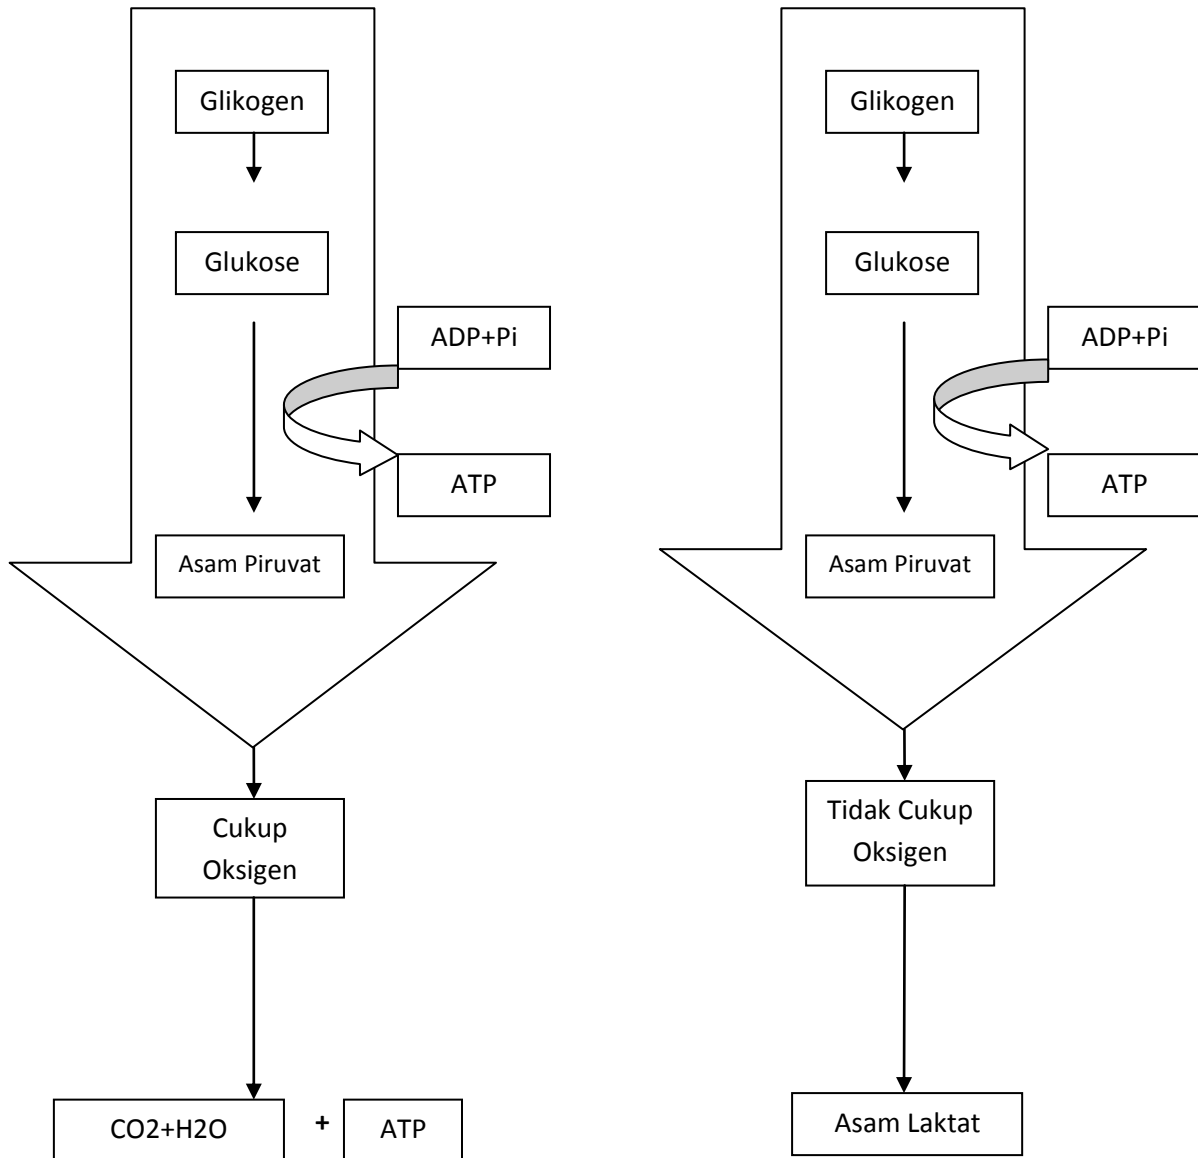 Glikogen
Glukose
ADP+Pi
ATP
Asam Piruvat
Cukup
Oksigen
CO2+H2O
+
ATP
Glikogen
Glukose
ADP+Pi
ATP
Asam Piruvat
Tidak Cukup
Oksigen
Asam Laktat